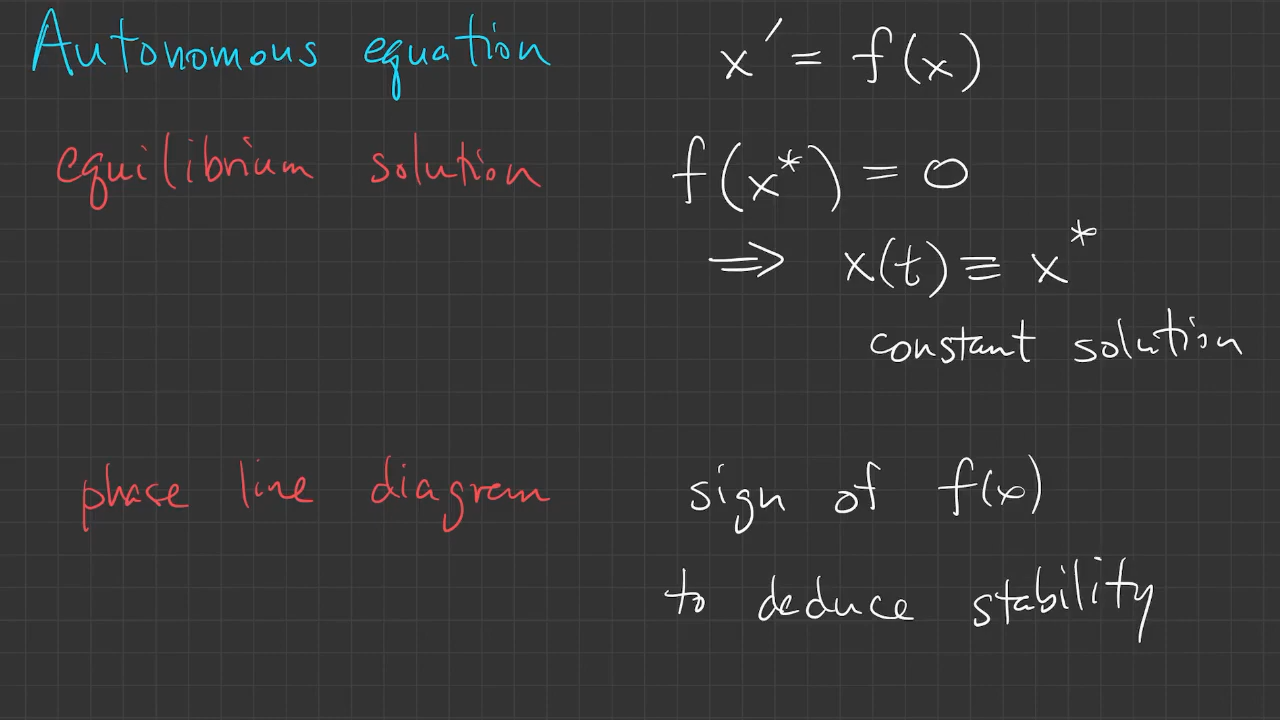 Autonomous equation x' = f(x)
equilibrium solution f(x*) = 0
⇒ x(t) ≡ x*
constant solution
phase line diagram sign of f(x)
to deduce stability